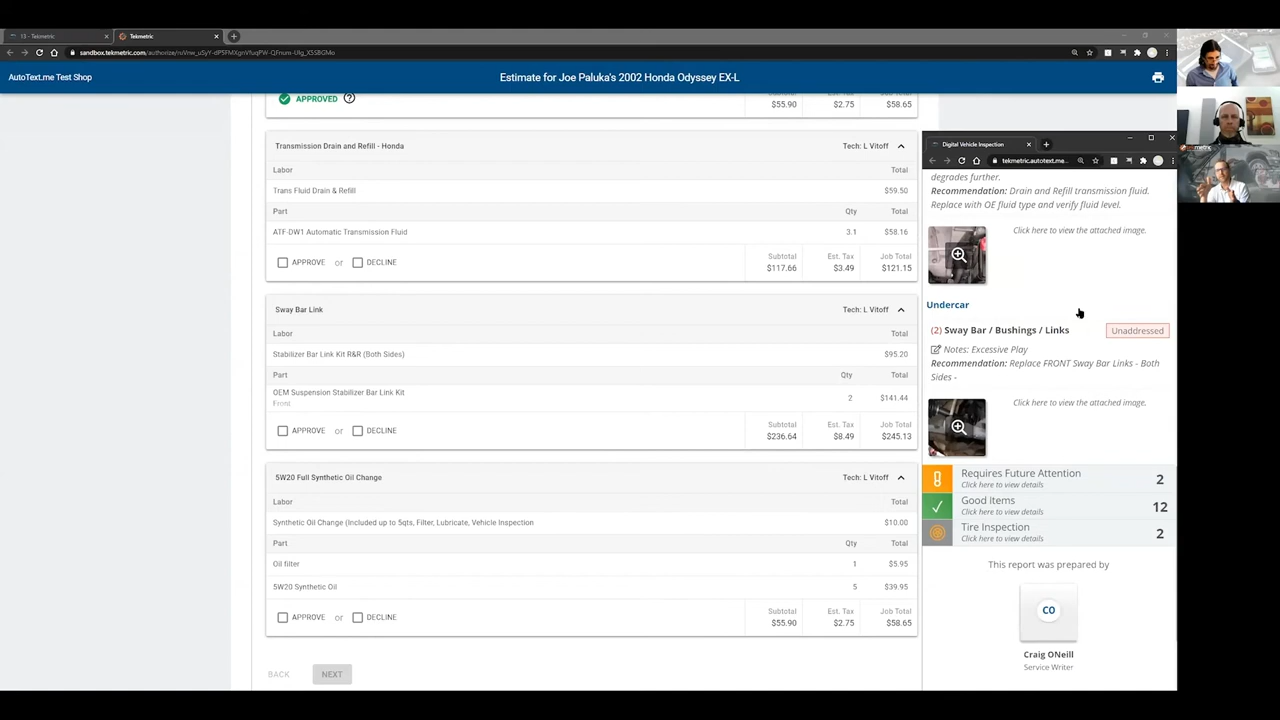 13 - Tekmetric
Tekmetric
AutoText.me Test Shop
Estimate for Joe Paluka's 2002 Honda Odyssey EX-L
APPROVED
$55.90 $2.75 $58.65
Transmission Drain and Refill - Honda Tech: L Vitoff
Labor Total
Trans Fluid Drain & Refill $59.50
Part Qty Total
ATF-DW1 Automatic Transmission Fluid 3.1 $58.16
Subtotal Est. Tax Job Total
APPROVE or DECLINE
$117.66 $3.49 $121.15
Sway Bar Link Tech: L Vitoff
Labor Total
Stabilizer Bar Link Kit R&R (Both Sides) $95.20
Part Qty Total
OEM Suspension Stabilizer Bar Link Kit
Front
2 $141.44
Subtotal Est. Tax Job Total
APPROVE or DECLINE
$236.64 $8.49 $245.13
5W20 Full Synthetic Oil Change Tech: L Vitoff
Labor Total
Synthetic Oil Change (Included up to 5qts, Filter, Lubricate, Vehicle Inspection $10.00
Part Qty Total
Oil filter 1 $5.95
5W20 Synthetic Oil 5 $39.95
Subtotal Est. Tax Job Total
APPROVE or DECLINE
$55.90 $2.75 $58.65
BACK NEXT
Digital Vehicle Inspection
tekmetric.autotext.me...
degrades further.
Recommendation: Drain and Refill transmission fluid.
Replace with OE fluid type and verify fluid level.
Click here to view the attached image.
Undercar
(2) Sway Bar / Bushings / Links Unaddressed
Notes: Excessive Play
Recommendation: Replace FRONT Sway Bar Links - Both
Sides -
Click here to view the attached image.
Requires Future Attention 2
Click here to view details
Good Items 12
Click here to view details
Tire Inspection 2
Click here to view details
This report was prepared by
CO
Craig ONeill
Service Writer